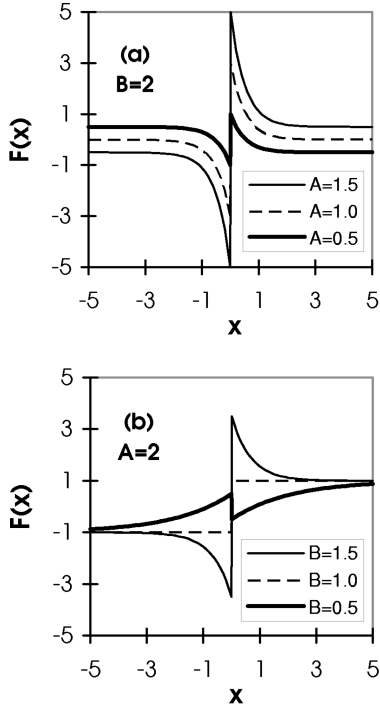 5
(a)
3
B=2
1
F(x)
-1
-3
A=1.5
A=1.0
A=0.5
-5
-5 -3 -1 1 3 5
x
5
(b)
3
A=2
1
F(x)
-1
-3
B=1.5
B=1.0
B=0.5
-5
-5 -3 -1 1 3 5
x